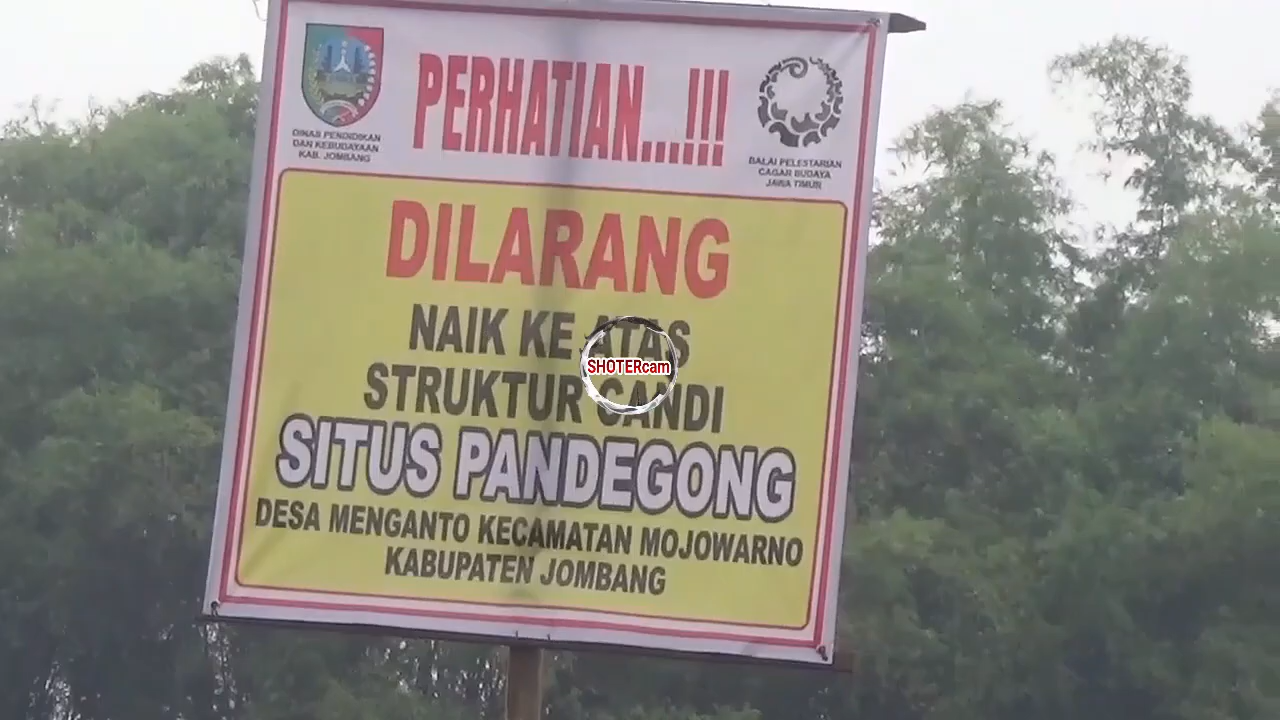 PERHATIAN...!!!
DINAS PENDIDIKAN
DAN KEBUDAYAAN
KAB. JOMBANG
BALAI PELESTARIAN
CAGAR BUDAYA
JAWA TIMUR
DILARANG
NAIK KE ATAS
STRUKTUR CANDI
SHOTERcam
SITUS PANDEGONG
DESA MENGANTO KECAMATAN MOJOWARNO
KABUPATEN JOMBANG